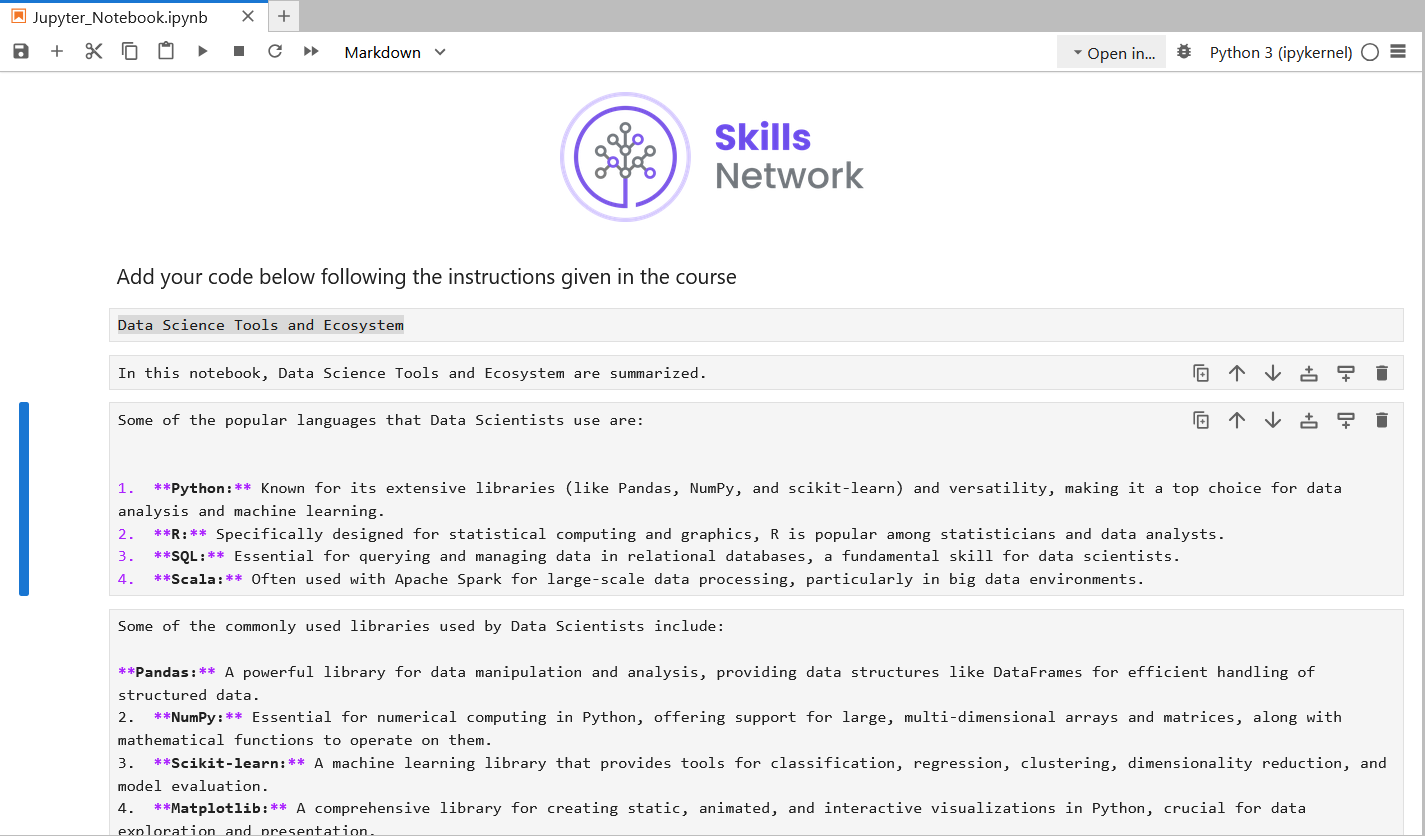 Jupyter_Notebook.ipynb
Markdown
Open in...
Python 3 (ipykernel)
Skills
Network
Add your code below following the instructions given in the course
Data Science Tools and Ecosystem
In this notebook, Data Science Tools and Ecosystem are summarized.
Some of the popular languages that Data Scientists use are:
1.  **Python:** Known for its extensive libraries (like Pandas, NumPy, and scikit-learn) and versatility, making it a top choice for data
analysis and machine learning.
2.  **R:** Specifically designed for statistical computing and graphics, R is popular among statisticians and data analysts.
3.  **SQL:** Essential for querying and managing data in relational databases, a fundamental skill for data scientists.
4.  **Scala:** Often used with Apache Spark for large-scale data processing, particularly in big data environments.
Some of the commonly used libraries used by Data Scientists include:
**Pandas:** A powerful library for data manipulation and analysis, providing data structures like DataFrames for efficient handling of
structured data.
2.  **NumPy:** Essential for numerical computing in Python, offering support for large, multi-dimensional arrays and matrices, along with
mathematical functions to operate on them.
3.  **Scikit-learn:** A machine learning library that provides tools for classification, regression, clustering, dimensionality reduction, and
model evaluation.
4.  **Matplotlib:** A comprehensive library for creating static, animated, and interactive visualizations in Python, crucial for data
exploration and presentation.